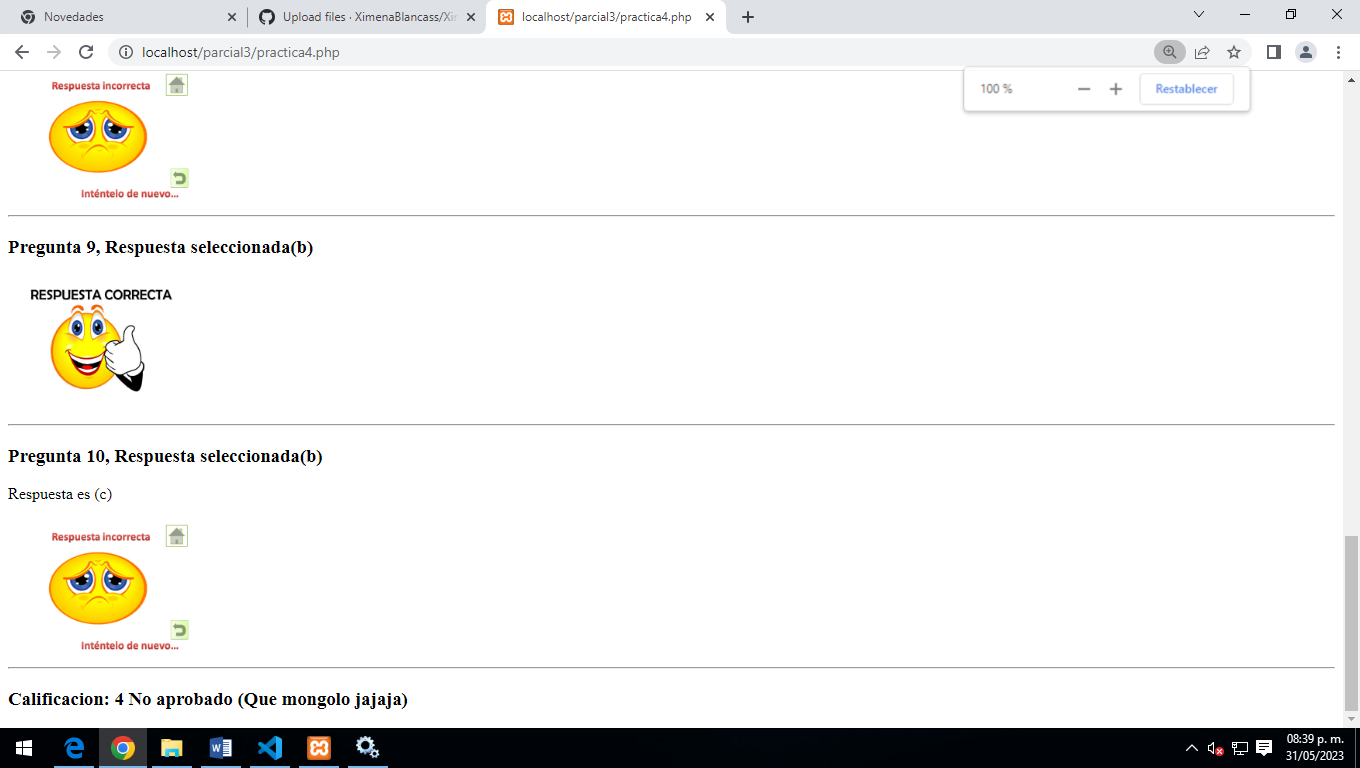 Novedades
Upload files · XimenaBlancass/Xim
localhost/parcial3/practica4.php
localhost/parcial3/practica4.php
100 %
Restablecer
Respuesta incorrecta
Inténtelo de nuevo...
Pregunta 9, Respuesta seleccionada(b)
RESPUESTA CORRECTA
Pregunta 10, Respuesta seleccionada(b)
Respuesta es (c)
Respuesta incorrecta
Inténtelo de nuevo...
Calificacion: 4 No aprobado (Que mongolo jajaja)
08:39 p. m.
31/05/2023